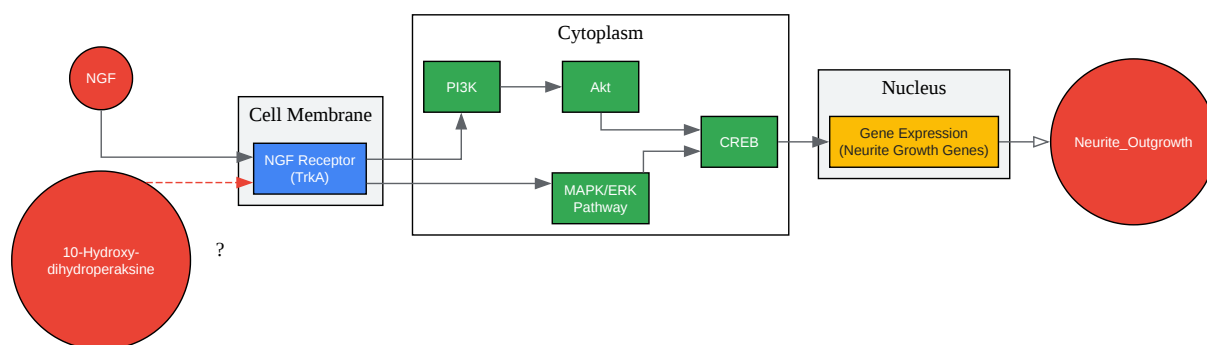 NGF
10-Hydroxy-
dihydroperaksine
?
Cell Membrane
NGF Receptor
(TrkA)
Cytoplasm
PI3K
Akt
MAPK/ERK
Pathway
CREB
Nucleus
Gene Expression
(Neurite Growth Genes)
Neurite_Outgrowth